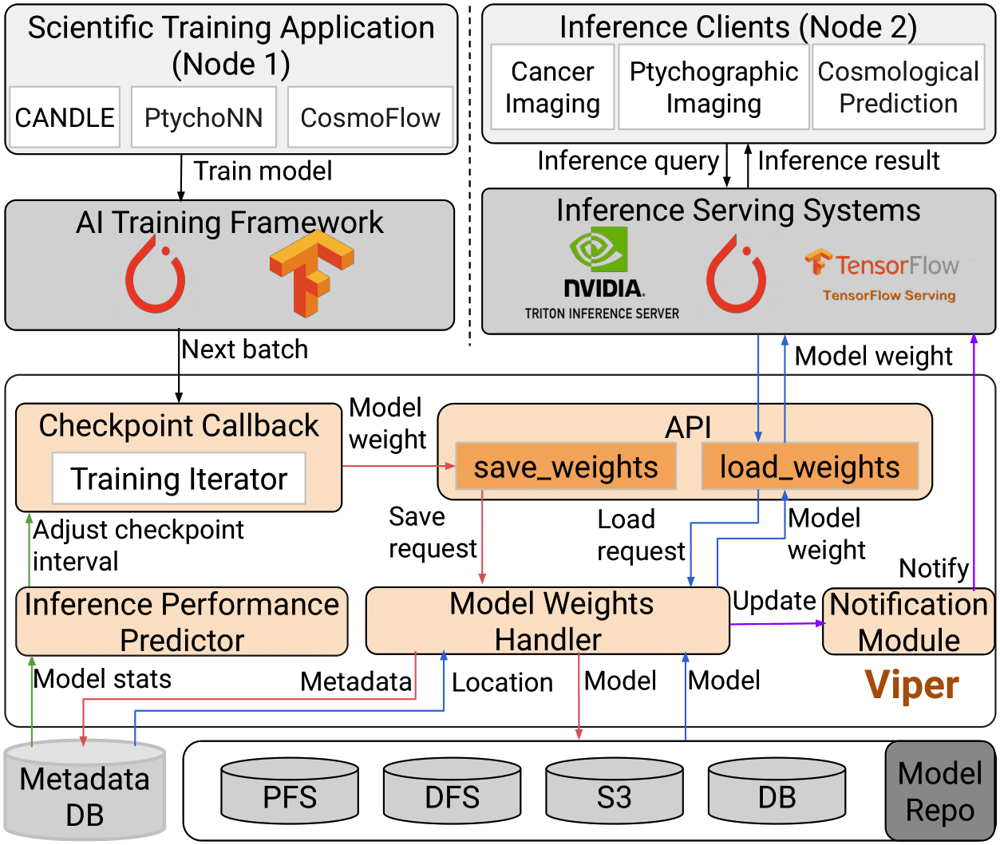 Scientific Training Application
(Node 1)
CANDLE
PtychoNN
CosmoFlow
Inference Clients (Node 2)
Cancer
Imaging
Ptychographic
Imaging
Cosmological
Prediction
Train model
Inference query
Inference result
AI Training Framework
Inference Serving Systems
NVIDIA.
TRITON INFERENCE SERVER
TensorFlow
TensorFlow Serving
Next batch
Model weight
Checkpoint Callback
Training Iterator
Model
weight
API
save_weights
load_weights
Adjust checkpoint
interval
Save
request
Load
request
Model
weight
Notify
Inference Performance
Predictor
Model Weights
Handler
Update
Notification
Module
Model stats
Metadata
Location
Model
Model
Viper
Metadata
DB
PFS
DFS
S3
DB
Model
Repo